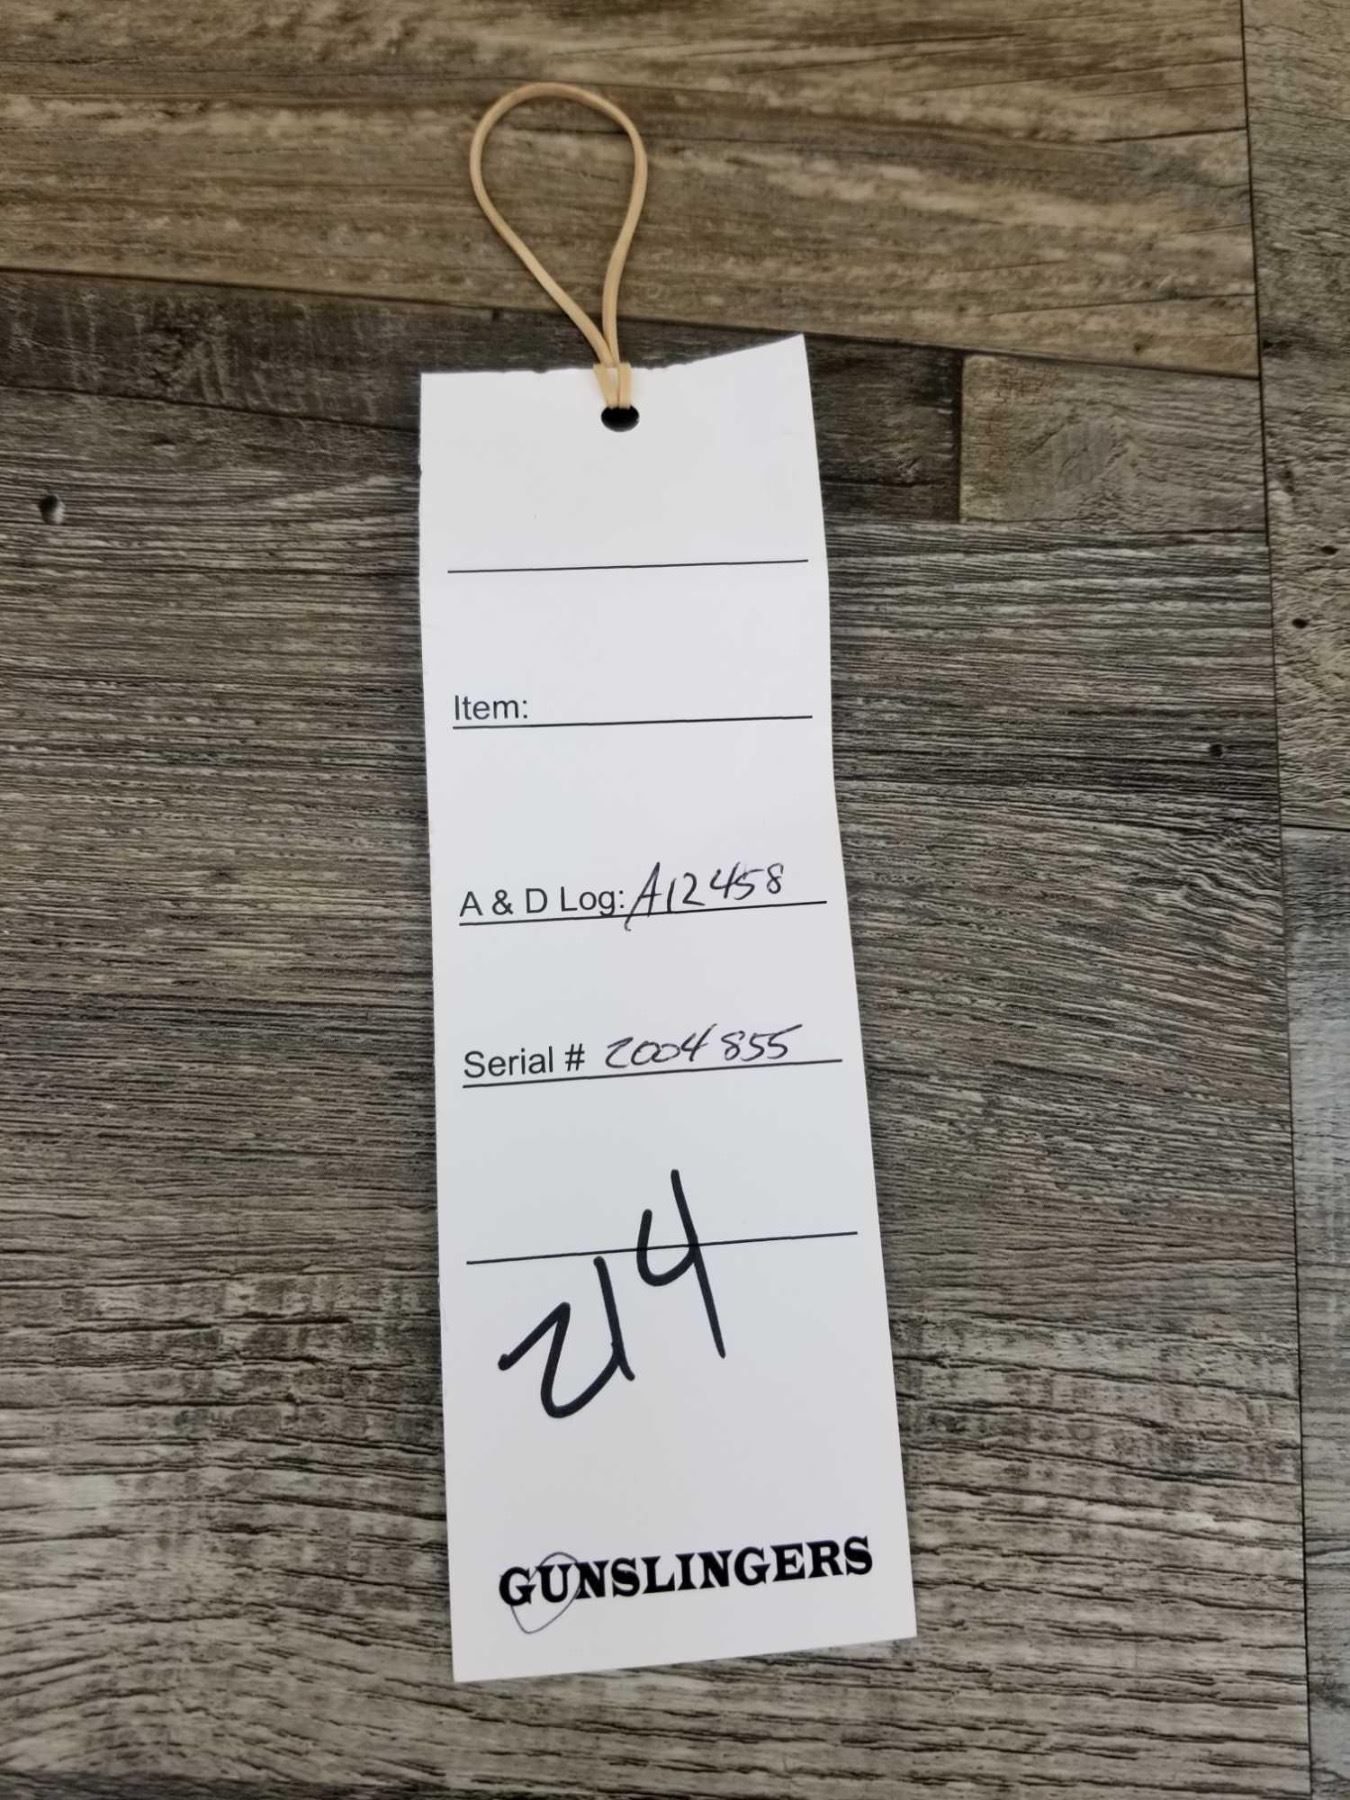 Item:
A & D Log: A12458
Serial # 2004855
214
GUNSLINGERS